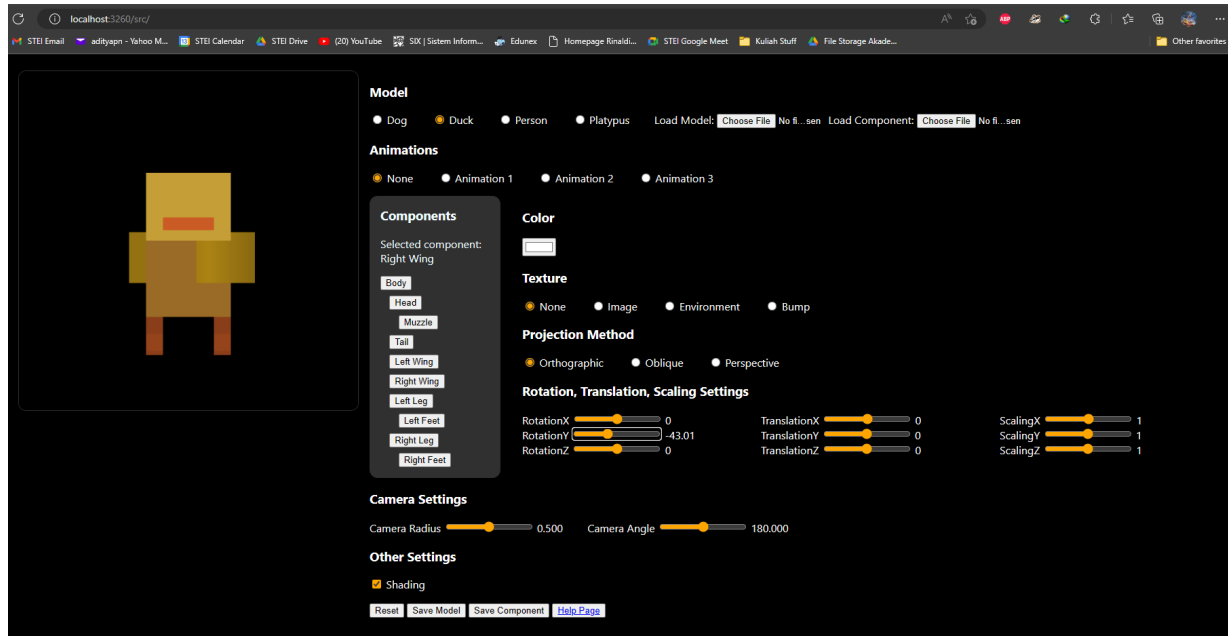 localhost:3260/src/
STEI Email adityapn - Yahoo M... STEI Calendar STEI Drive (20) YouTube SIX | Sistem Inform... Edunex Homepage Rinaldi... STEI Google Meet Kuliah Stuff File Storage Akade... Other favorites
Model
Dog Duck Person Platypus Load Model: Choose File No fi...sen Load Component: Choose File No fi...sen
Animations
None Animation 1 Animation 2 Animation 3
Components
Selected component:
Right Wing
Body
Head
Muzzle
Tail
Left Wing
Right Wing
Left Leg
Left Feet
Right Leg
Right Feet
Color
Texture
None Image Environment Bump
Projection Method
Orthographic Oblique Perspective
Rotation, Translation, Scaling Settings
RotationX 0 TranslationX 0 ScalingX 1
RotationY -43.01 TranslationY 0 ScalingY 1
RotationZ 0 TranslationZ 0 ScalingZ 1
Camera Settings
Camera Radius 0.500 Camera Angle 180.000
Other Settings
Shading
Reset Save Model Save Component Help Page